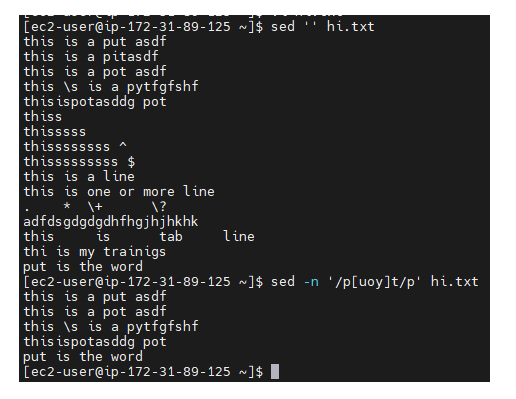 [ec2-user@ip-172-31-89-125 ~]$ sed '' hi.txt
this is a put asdf
this is a pitasdf
this is a pot asdf
this \s is a pytfgfshf
thisispotasddg pot
thiss
thisssss
thissssssss ^
thisssssssss $
this is a line
this is one or more line
.    *  \+      \?
adfdsgdgdgdhfhgjhjhkhk
this     is      tab     line
thi is my trainigs
put is the word
[ec2-user@ip-172-31-89-125 ~]$ sed -n '/p[uoy]t/p' hi.txt
this is a put asdf
this is a pot asdf
this \s is a pytfgfshf
thisispotasddg pot
put is the word
[ec2-user@ip-172-31-89-125 ~]$